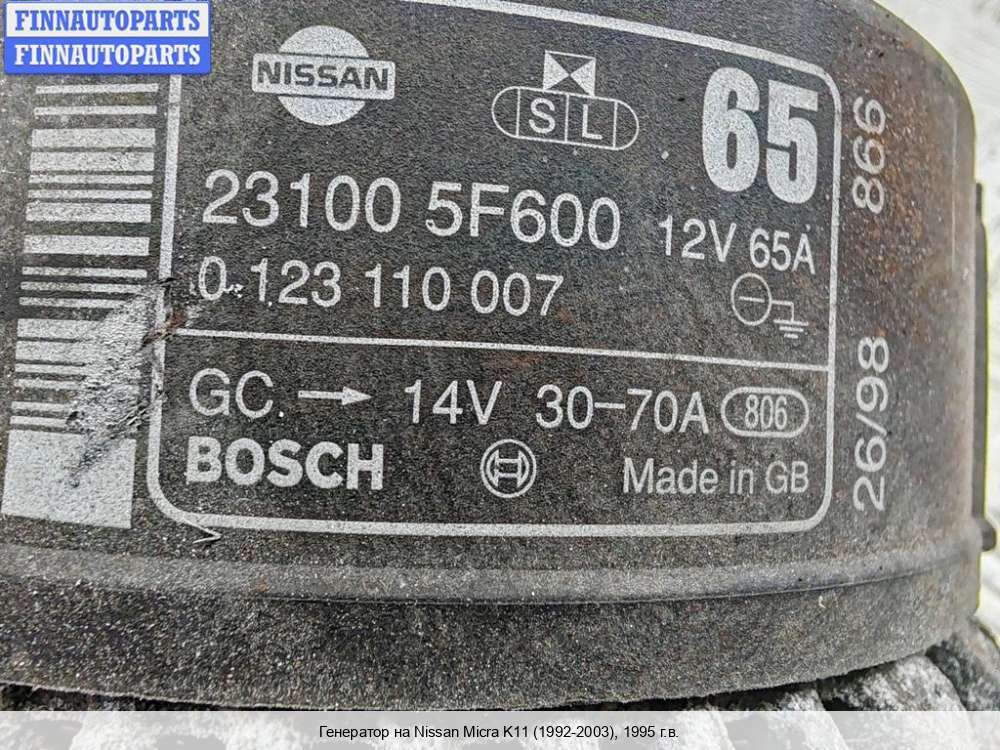 FINNAUTOPARTS
FINNAUTOPARTS
NISSAN
S L
65
23100 5F600
12V 65A
0 123 110 007
GC. → 14V 30-70A 806
BOSCH
Made in GB
866
26/98
Генератор на Nissan Micra K11 (1992-2003), 1995 г.в.